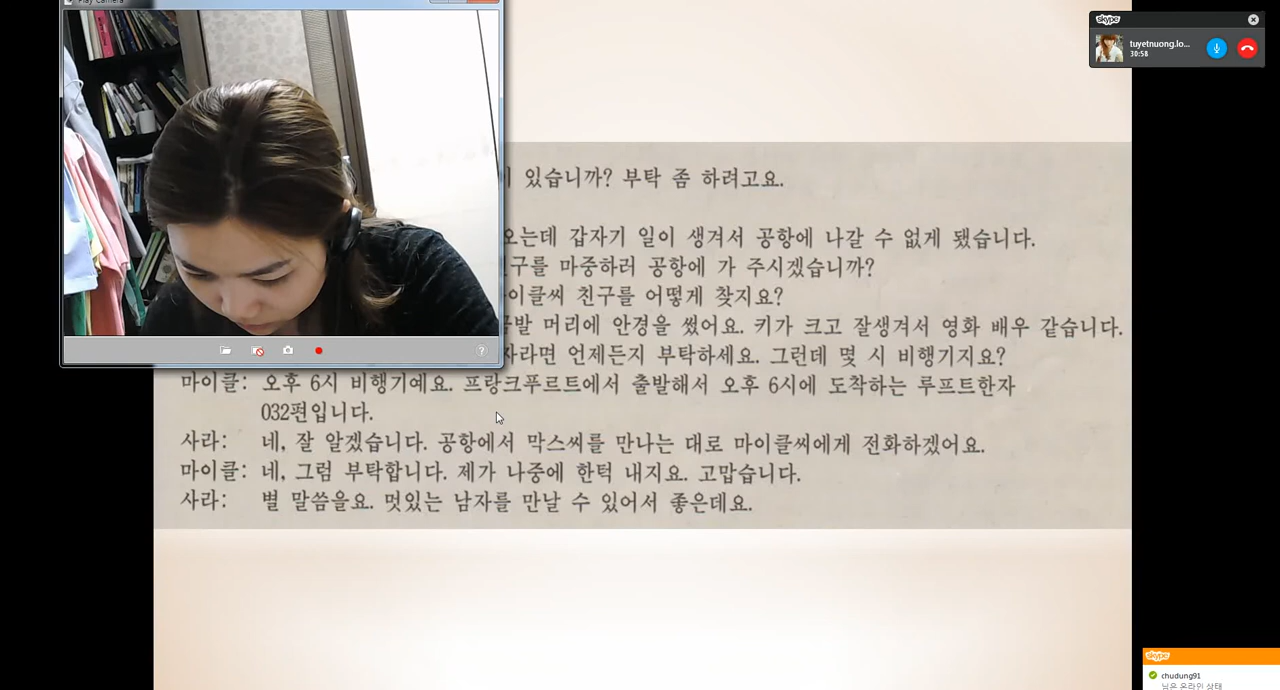 Play Camera
skype
tuyetnuong.lo...
30:58
있습니까? 부탁 좀 하려고요.
오는데 갑자기 일이 생겨서 공항에 나갈 수 없게 됐습니다.
친구를 마중하러 공항에 가 주시겠습니까?
마이클씨 친구를 어떻게 찾지요?
금발 머리에 안경을 썼어요. 키가 크고 잘생겨서 영화 배우 같습니다.
자라면 언제든지 부탁하세요. 그런데 몇 시 비행기지요?
마이클: 오후 6시 비행기예요. 프랑크푸르트에서 출발해서 오후 6시에 도착하는 루프트한자
032편입니다.
사라: 네, 잘 알겠습니다. 공항에서 막스씨를 만나는 대로 마이클씨에게 전화하겠어요.
마이클: 네, 그럼 부탁합니다. 제가 나중에 한턱 내지요. 고맙습니다.
사라: 별 말씀을요. 멋있는 남자를 만날 수 있어서 좋은데요.
skype
chudung91
님은 온라인 상태